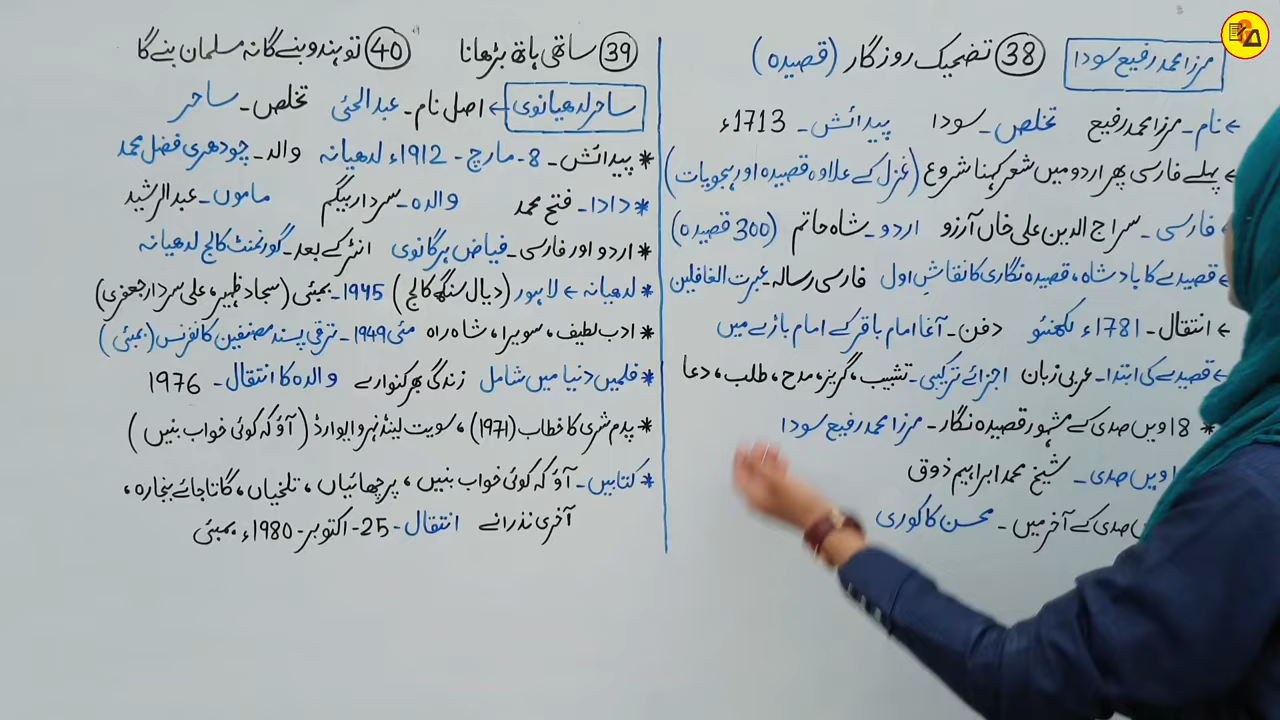 مرزا محمد رفیع سودا
38 تضحیک روزگار (قصیدہ)
← نام۔ مرزا محمد رفیع تخلص۔ سودا پیدائش۔ 1713ء
← پہلے فارسی پھر اردو میں شعر کہنا شروع (غزل کے علاوہ قصیدہ اور ہجویات)
← فارسی۔ سراج الدین علی خاں آرزو اردو۔ شاہ حاتم (300 قصیدہ)
← قصیدے کا بادشاہ، قصیدہ نگاری کا نقاشِ اول فارسی رسالہ۔ عبرت الغافلین
← انتقال۔ 1781ء لکھنئو دفن۔ آغا امام باقر کے امام باڑے میں
← قصیدے کی ابتدا۔ عربی زبان اجزائے ترکیبی۔ تشبیب، گریز، مدح، طلب، دعا
* 18 ویں صدی کے مشہور قصیدہ نگار۔ مرزا محمد رفیع سودا
ویں صدی۔ شیخ محمد ابراہیم ذوق
صدی کے آخر میں۔ محسن کاکوری
39 ساتھی ہاتھ بڑھانا 40 تو ہندو بنے گا نہ مسلمان بنے گا
ساحر لدھیانوی ← اصل نام۔ عبدالحئی تخلص۔ ساحر
* پیدائش۔ 8۔ مارچ۔ 1912ء لدھیانہ والد۔ چودھری فضل محمد
* دادا۔ فتح محمد والدہ۔ سردار بیگم ماموں۔ عبدالرشید
* اردو اور فارسی۔ فیاض ہرگانوی انٹر کے بعد۔ گورنمنٹ کالج لدھیانہ
* لدھیانہ ← لاہور (دیال سنگھ کالج) 1945۔ بمبئی (سجاد ظہیر، علی سردار جعفری)
* ادب لطیف، سویرا، شاہ راہ مئی 1949۔ ترقی پسند مصنفین کانفرنس (بمبئی)
* فلمیں دنیا میں شامل زندگی بھر کنوارے والدہ کا انتقال۔ 1976
* پدم شری کا خطاب (1971)، سویت لینڈ نہرو ایوارڈ (آؤ کہ کوئی خواب بنیں)
* کتابیں۔ آؤ کہ کوئی خواب بنیں، پرچھائیاں، تلخیاں، گاتا جائے بنجارہ،
آخری نذرانے انتقال۔ 25۔ اکتوبر۔ 1980ء، بمبئی